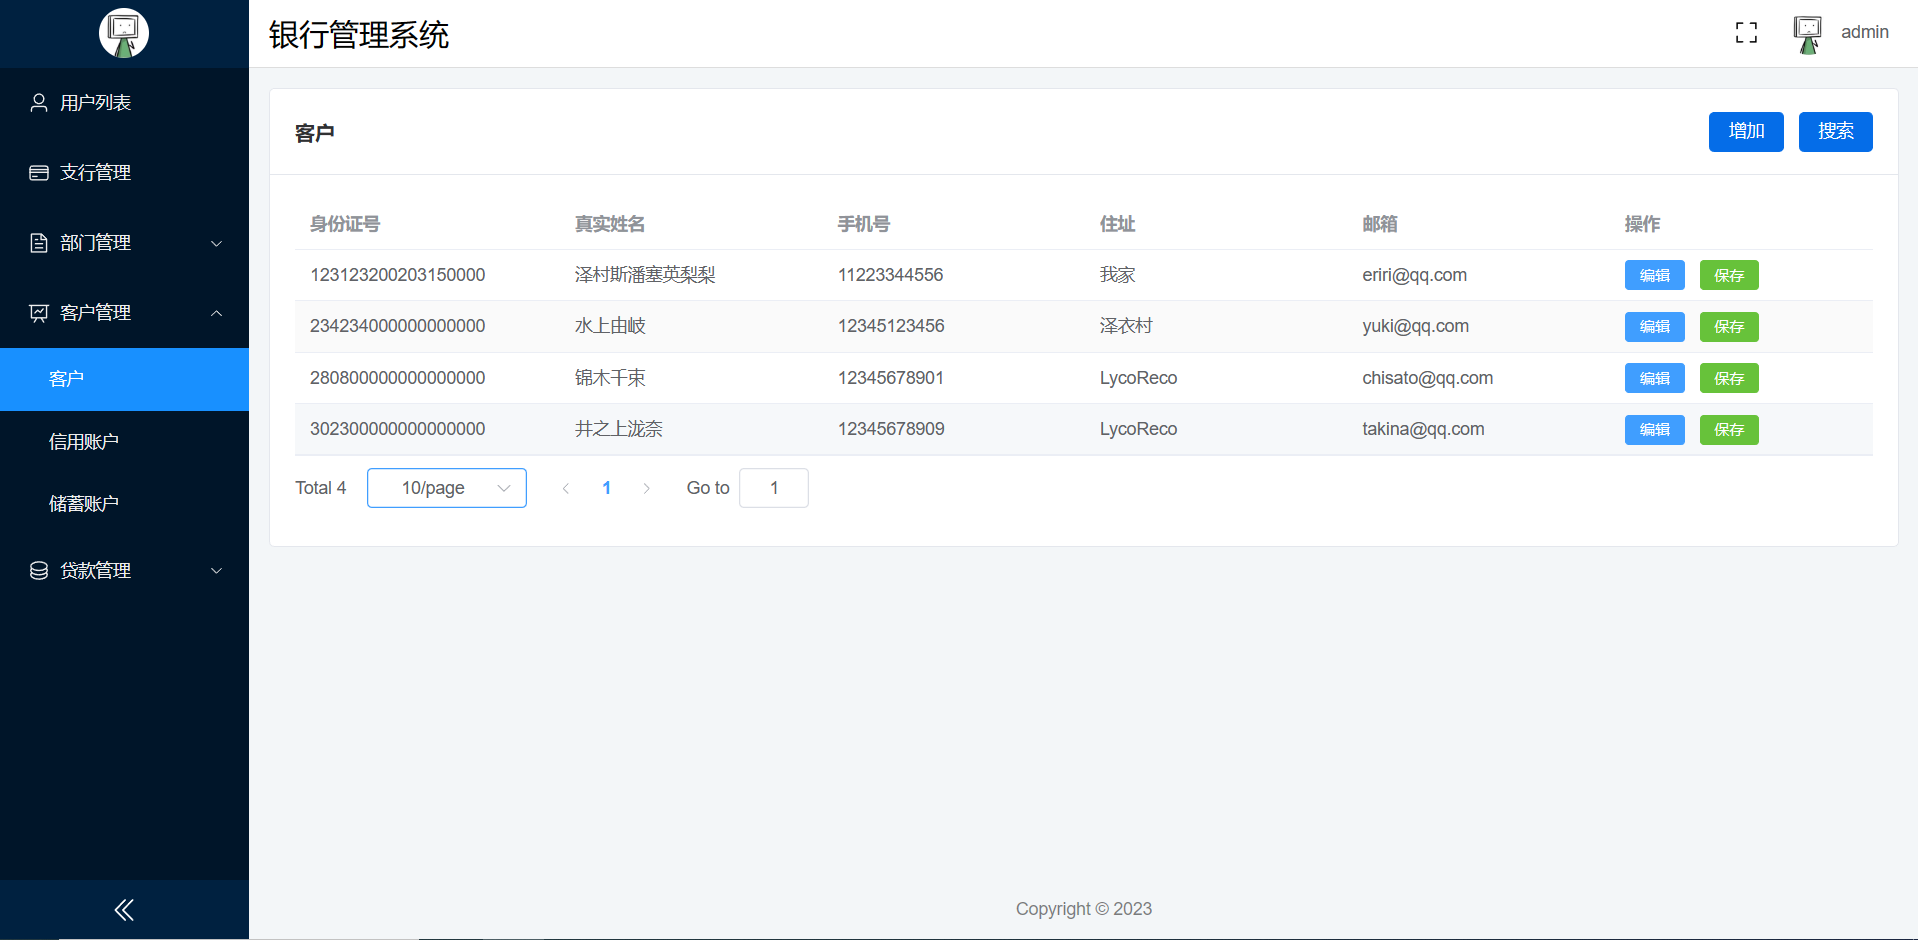 银行管理系统
admin
用户列表
支行管理
部门管理
客户管理
客户
信用账户
储蓄账户
贷款管理
客户
增加 搜索
身份证号 真实姓名 手机号 住址 邮箱 操作
123123200203150000 泽村斯潘塞英梨梨 11223344556 我家 eriri@qq.com 编辑 保存
234234000000000000 水上由岐 12345123456 泽衣村 yuki@qq.com 编辑 保存
280800000000000000 锦木千束 12345678901 LycoReco chisato@qq.com 编辑 保存
302300000000000000 井之上泷奈 12345678909 LycoReco takina@qq.com 编辑 保存
Total 4 10/page 1 Go to 1
Copyright © 2023